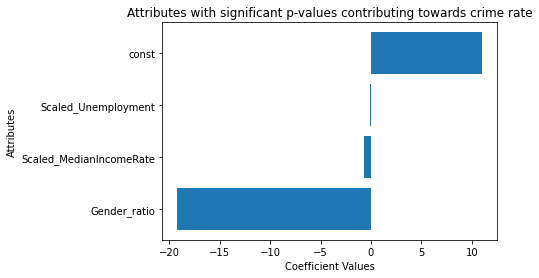 Attributes with significant p-values contributing towards crime rate
const
Scaled_Unemployment
Scaled_MedianIncomeRate
Gender_ratio
Attributes
−20 −15 −10 −5 0 5 10
Coefficient Values